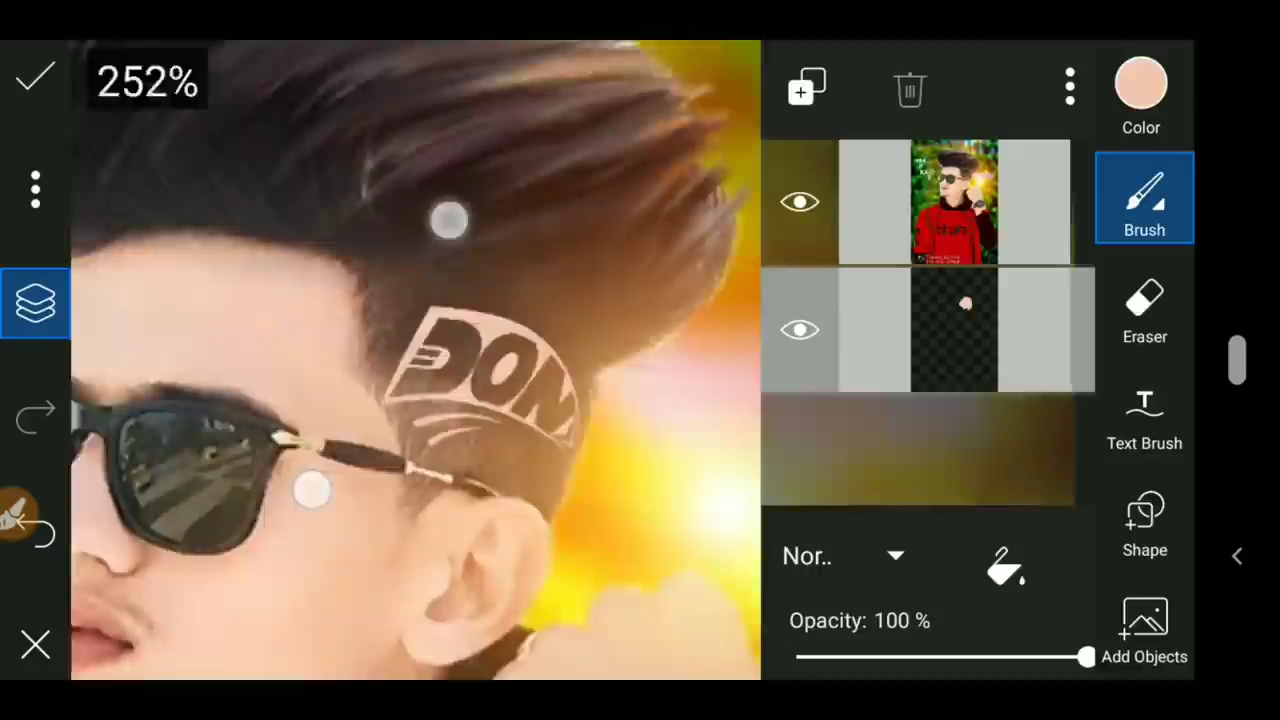 252%
Color
Brush
DON
Eraser
Text Brush
Shape
Nor..
Opacity: 100 %
Add Objects